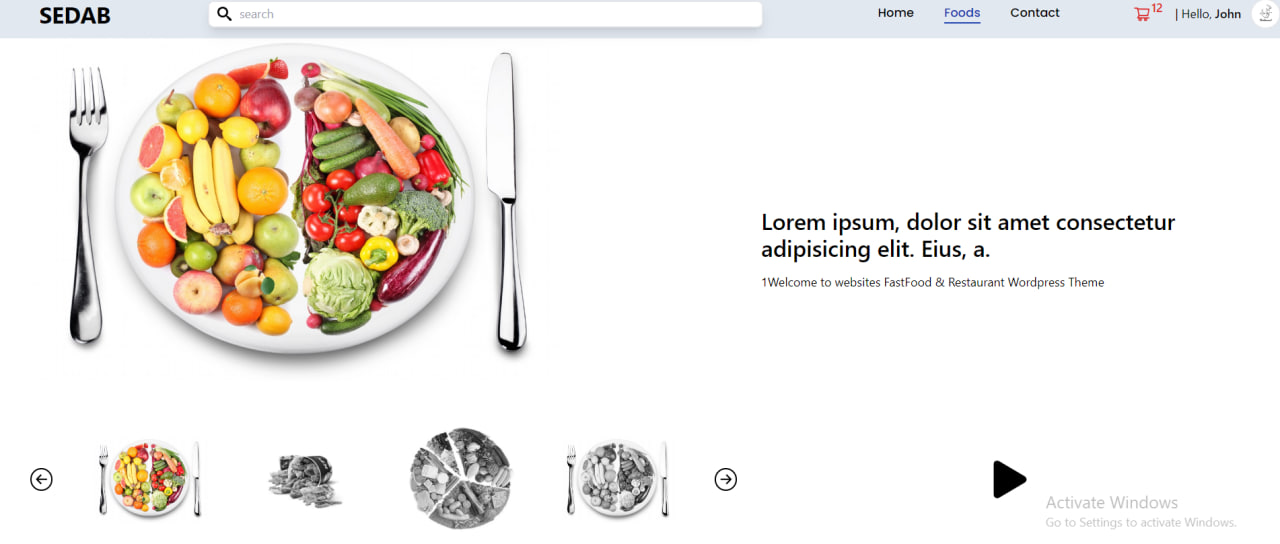 SEDAB
search
Home
Foods
Contact
12
| Hello, John
Lorem ipsum, dolor sit amet consectetur
adipisicing elit. Eius, a.
1Welcome to websites FastFood & Restaurant Wordpress Theme
Activate Windows
Go to Settings to activate Windows.